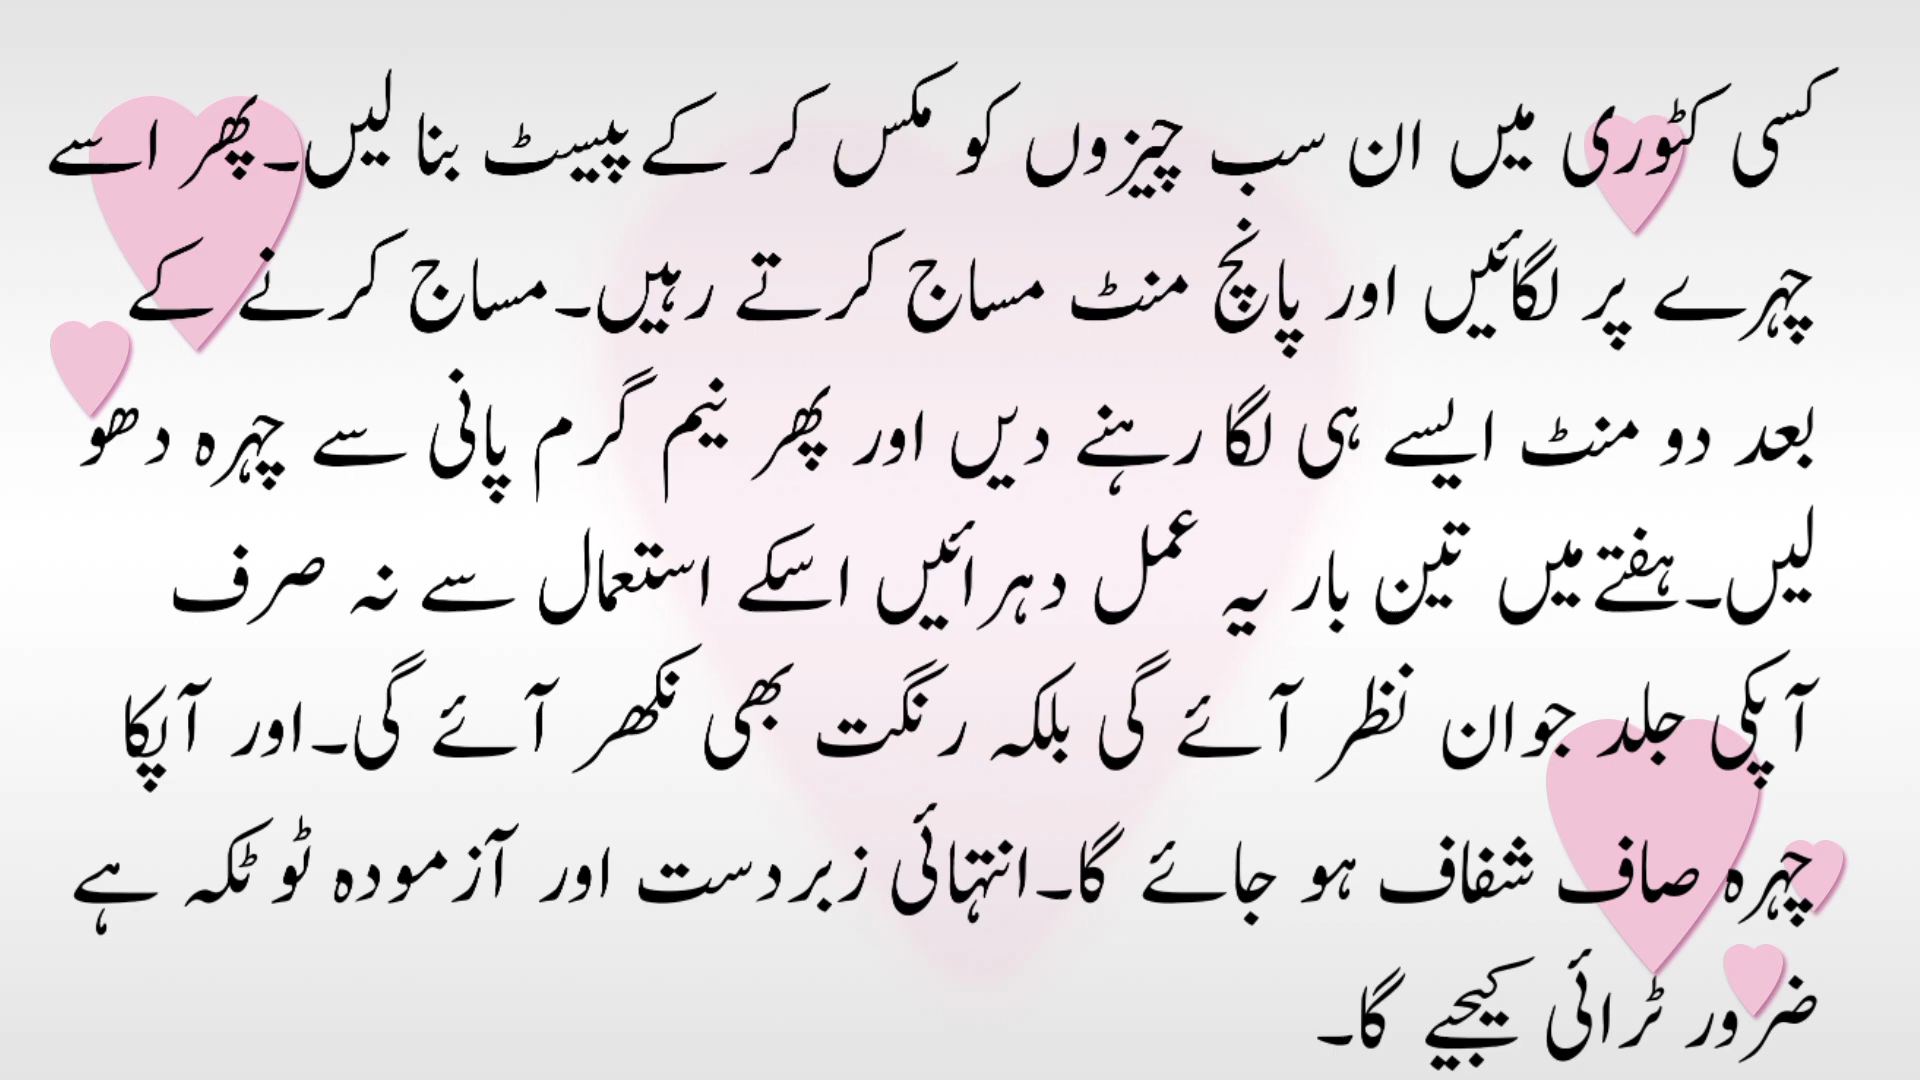 کسی کٹوری میں ان سب چیزوں کو مکس کر کے پیسٹ بنا لیں۔پھر اسے
چہرے پر لگائیں اور پانچ منٹ مساج کرتے رہیں۔مساج کرنے کے
بعد دو منٹ ایسے ہی لگا رہنے دیں اور پھر نیم گرم پانی سے چہرہ دھو
لیں۔ہفتے میں تین بار یہ عمل دہرائیں اسکے استعمال سے نہ صرف
آپکی جلد جوان نظر آئے گی بلکہ رنگت بھی نکھر آئے گی۔اور آپکا
چہرہ صاف شفاف ہو جائے گا۔انتہائی زبردست اور آزمودہ ٹوٹکہ ہے
ضرور ٹرائی کیجیے گا۔